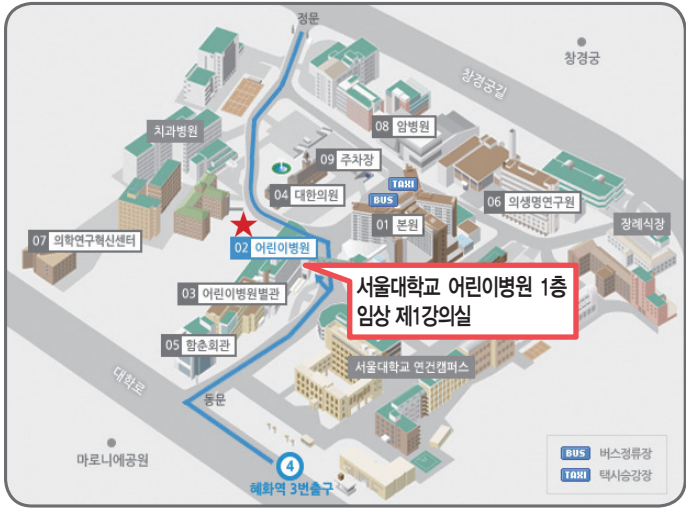 정문
창경궁
창경궁길
치과병원
08 암병원
09 주차장
TAXI
04 대한의원
BUS
06 의생명연구원
01 본원
장례식장
07 의학연구혁신센터
02 어린이병원
서울대학교 어린이병원 1층
임상 제1강의실
03 어린이병원별관
05 함춘회관
서울대학교 연건캠퍼스
대학로
동문
마로니에공원
4
혜화역 3번출구
BUS 버스정류장
TAXI 택시승강장